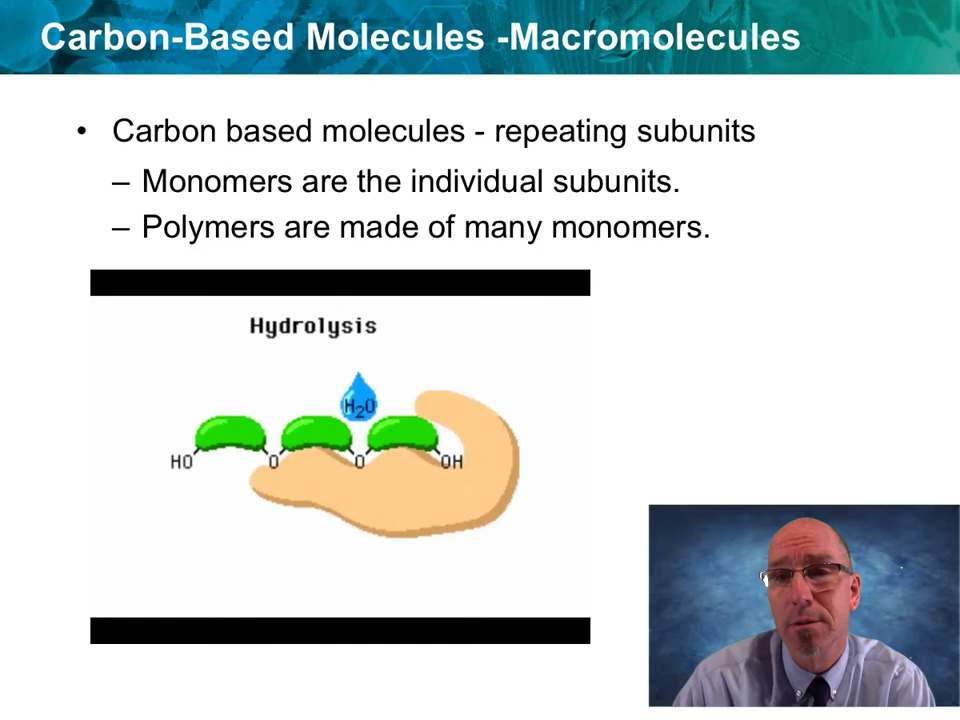 Carbon-Based Molecules -Macromolecules
• Carbon based molecules - repeating subunits
– Monomers are the individual subunits.
– Polymers are made of many monomers.
Hydrolysis
H₂O
HO O O OH